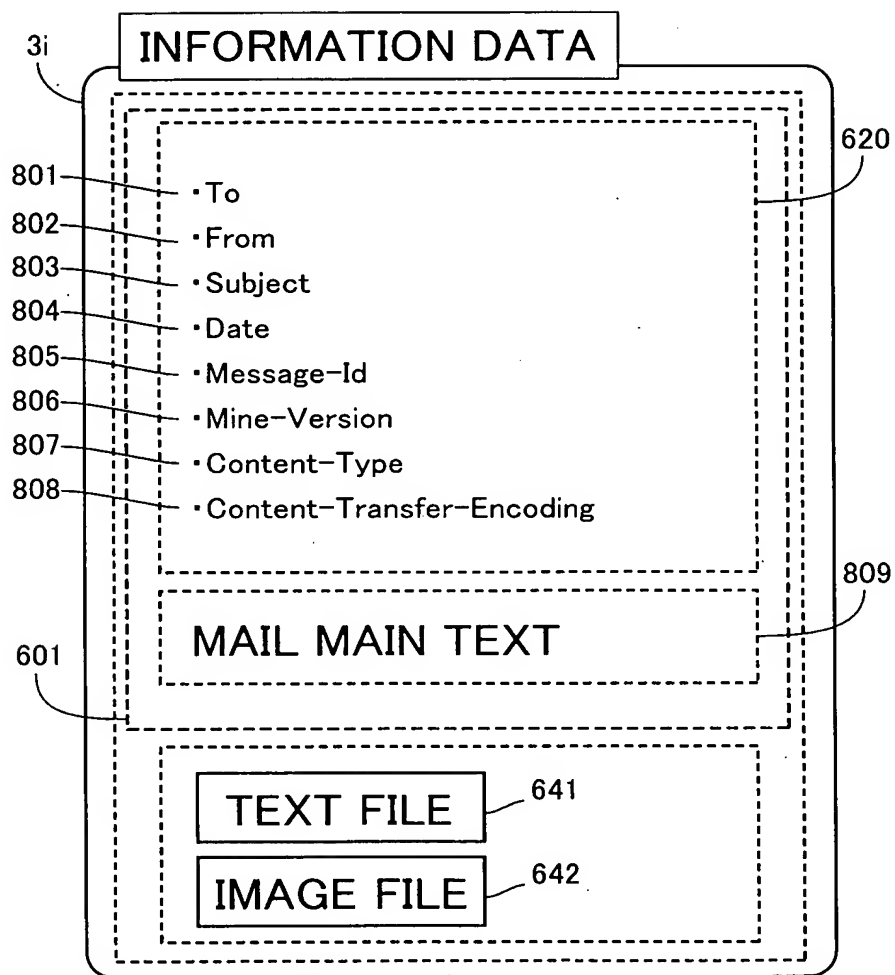 INFORMATION DATA
3i
620
801 ·To
802 ·From
803 ·Subject
804 ·Date
805 ·Message-Id
806 ·Mine-Version
807 ·Content-Type
808 ·Content-Transfer-Encoding
809
MAIL MAIN TEXT
601
TEXT FILE 641
IMAGE FILE 642